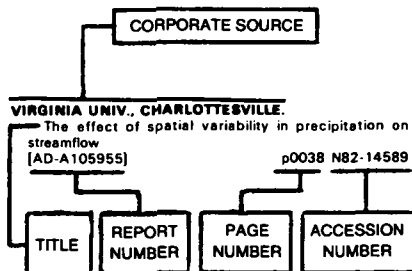 CORPORATE SOURCE
VIRGINIA UNIV., CHARLOTTESVILLE.
The effect of spatial variability in precipitation on
streamflow
[AD-A105955] p0038 N82-14589
TITLE REPORT NUMBER PAGE NUMBER ACCESSION NUMBER